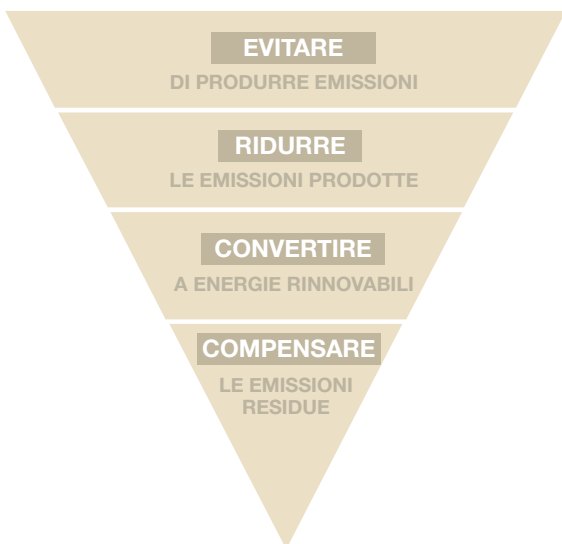 EVITARE
DI PRODURRE EMISSIONI
RIDURRE
LE EMISSIONI PRODOTTE
CONVERTIRE
A ENERGIE RINNOVABILI
COMPENSARE
LE EMISSIONI
RESIDUE